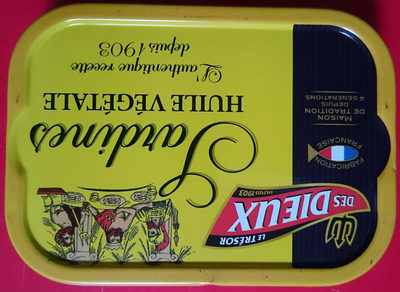 LE TRÉSOR
DES DIEUX
DEPUIS 1903
Sardines
HUILE VÉGÉTALE
L'authentique recette
depuis 1903
FABRICATION
FRANÇAISE
MAISON
DE TRADITION
DEPUIS
4 GÉNÉRATIONS